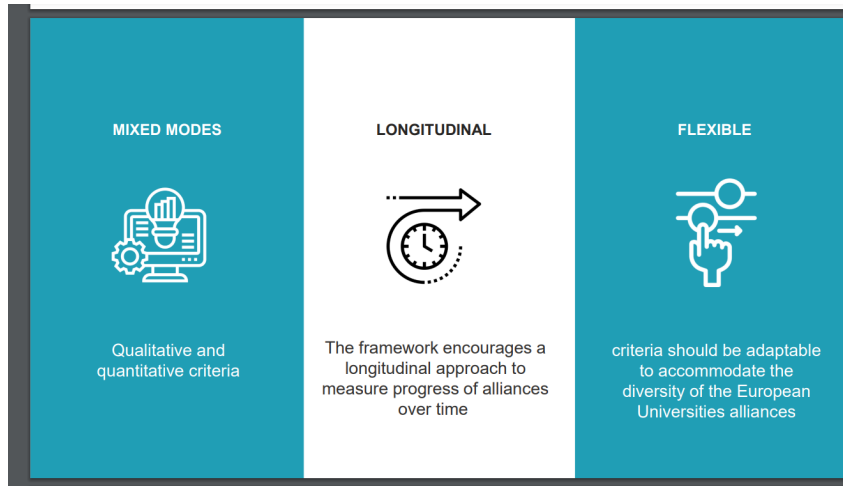 MIXED MODES
Qualitative and
quantitative criteria
LONGITUDINAL
The framework encourages a
longitudinal approach to
measure progress of alliances
over time
FLEXIBLE
criteria should be adaptable
to accommodate the
diversity of the European
Universities alliances